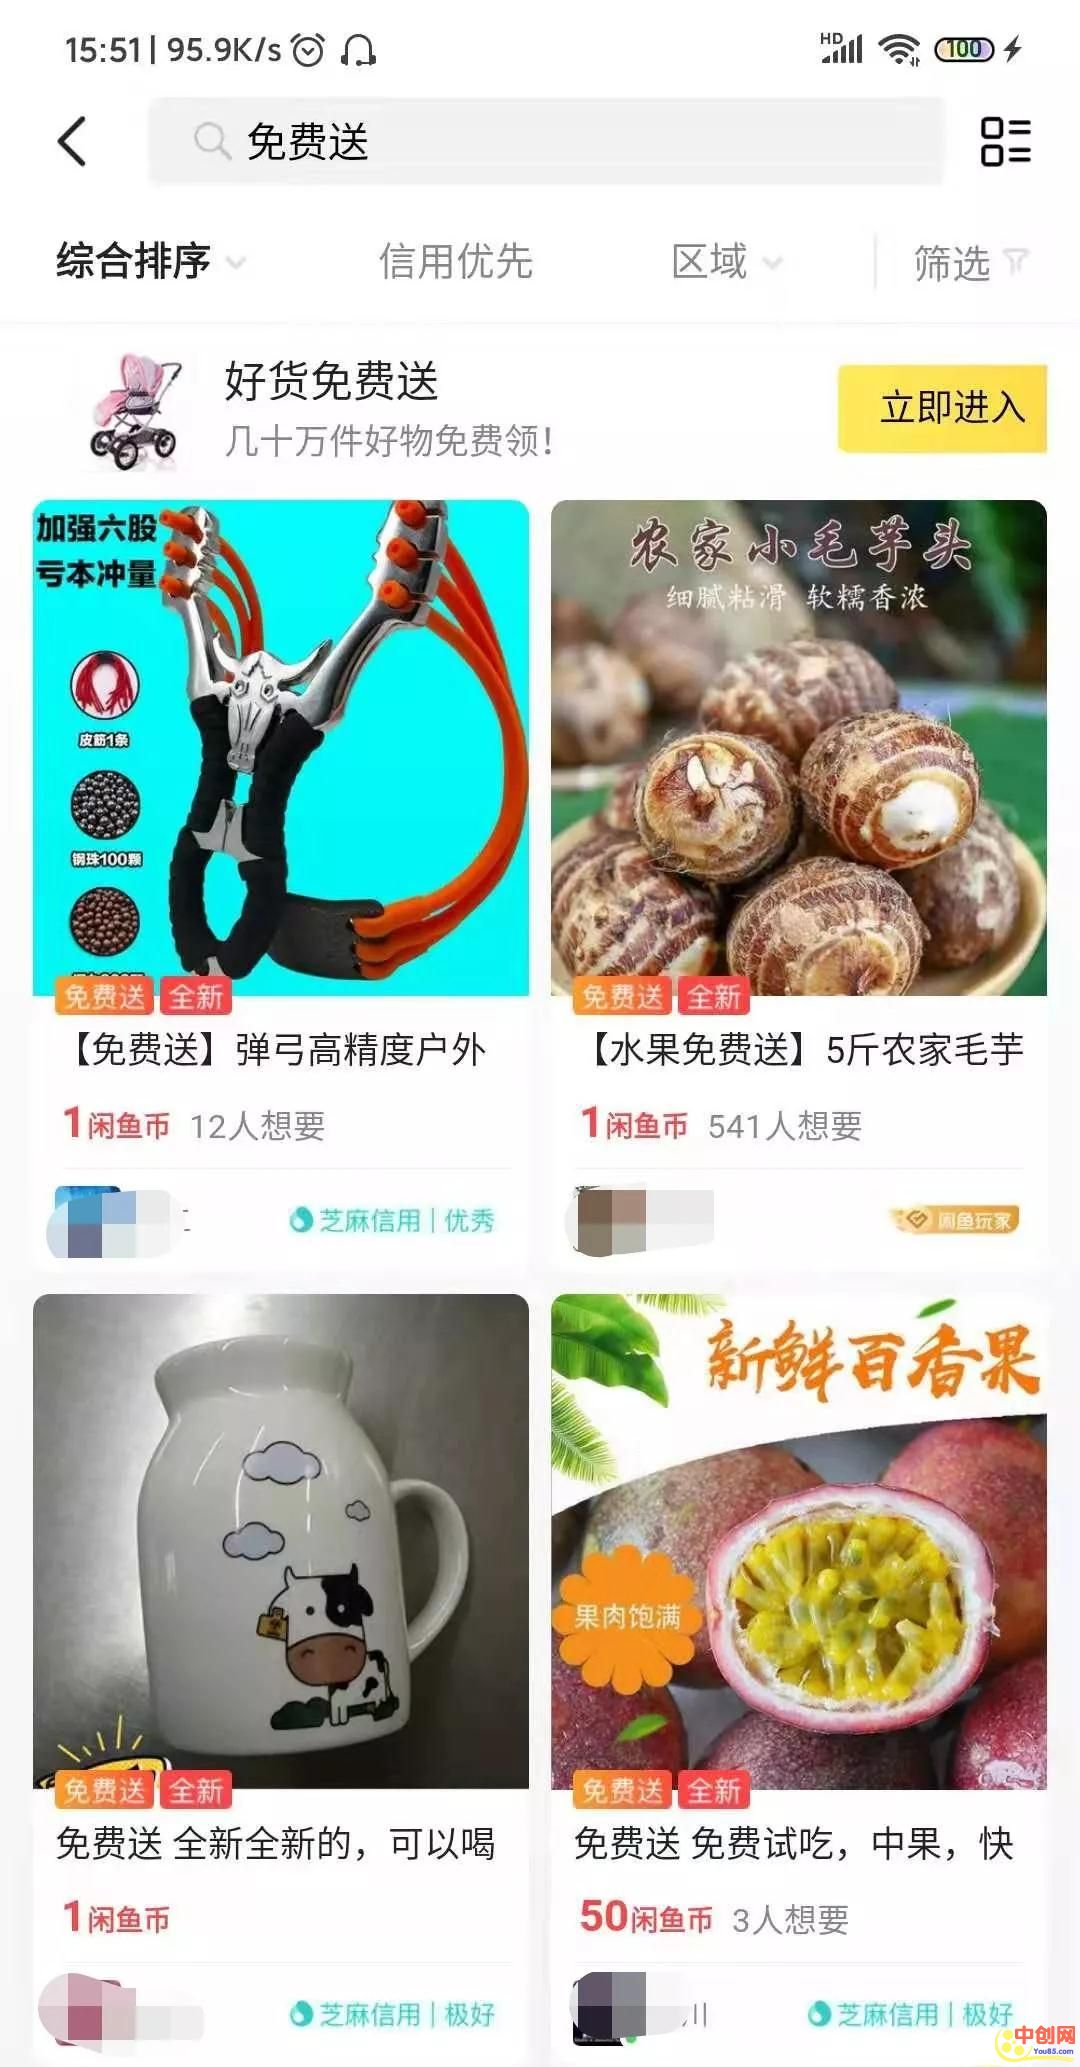 15:51 | 95.9K/s
HD
100
免费送
综合排序
信用优先
区域
筛选
好货免费送
几十万件好物免费领！
立即进入
加强六股
亏本冲量
皮筋1条
钢珠100颗
免费送 全新
【免费送】弹弓高精度户外
1闲鱼币 12人想要
芝麻信用 | 优秀
农家小毛芋头
细腻粘滑 软糯香浓
免费送 全新
【水果免费送】5斤农家毛芋
1闲鱼币 541人想要
闲鱼玩家
免费送 全新
免费送 全新全新的，可以喝
1闲鱼币
芝麻信用 | 极好
新鲜百香果
果肉饱满
免费送 全新
免费送 免费试吃，中果，快
50闲鱼币 3人想要
川
芝麻信用 | 极好
中创网
You85.com